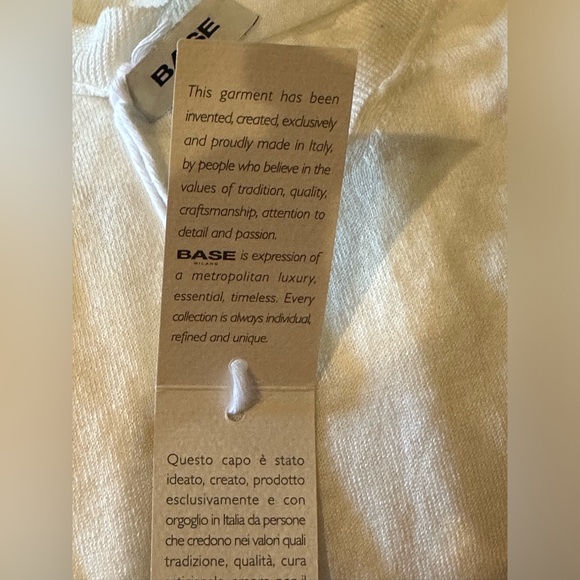 BASE
This garment has been
invented, created, exclusively
and proudly made in Italy,
by people who believe in the
values of tradition, quality,
craftsmanship, attention to
detail and passion.
BASE is expression of
MILANO
a metropolitan luxury,
essential, timeless. Every
collection is always individual,
refined and unique.
Questo capo è stato
ideato, creato, prodotto
esclusivamente e con
orgoglio in Italia da persone
che credono nei valori quali
tradizione, qualità, cura